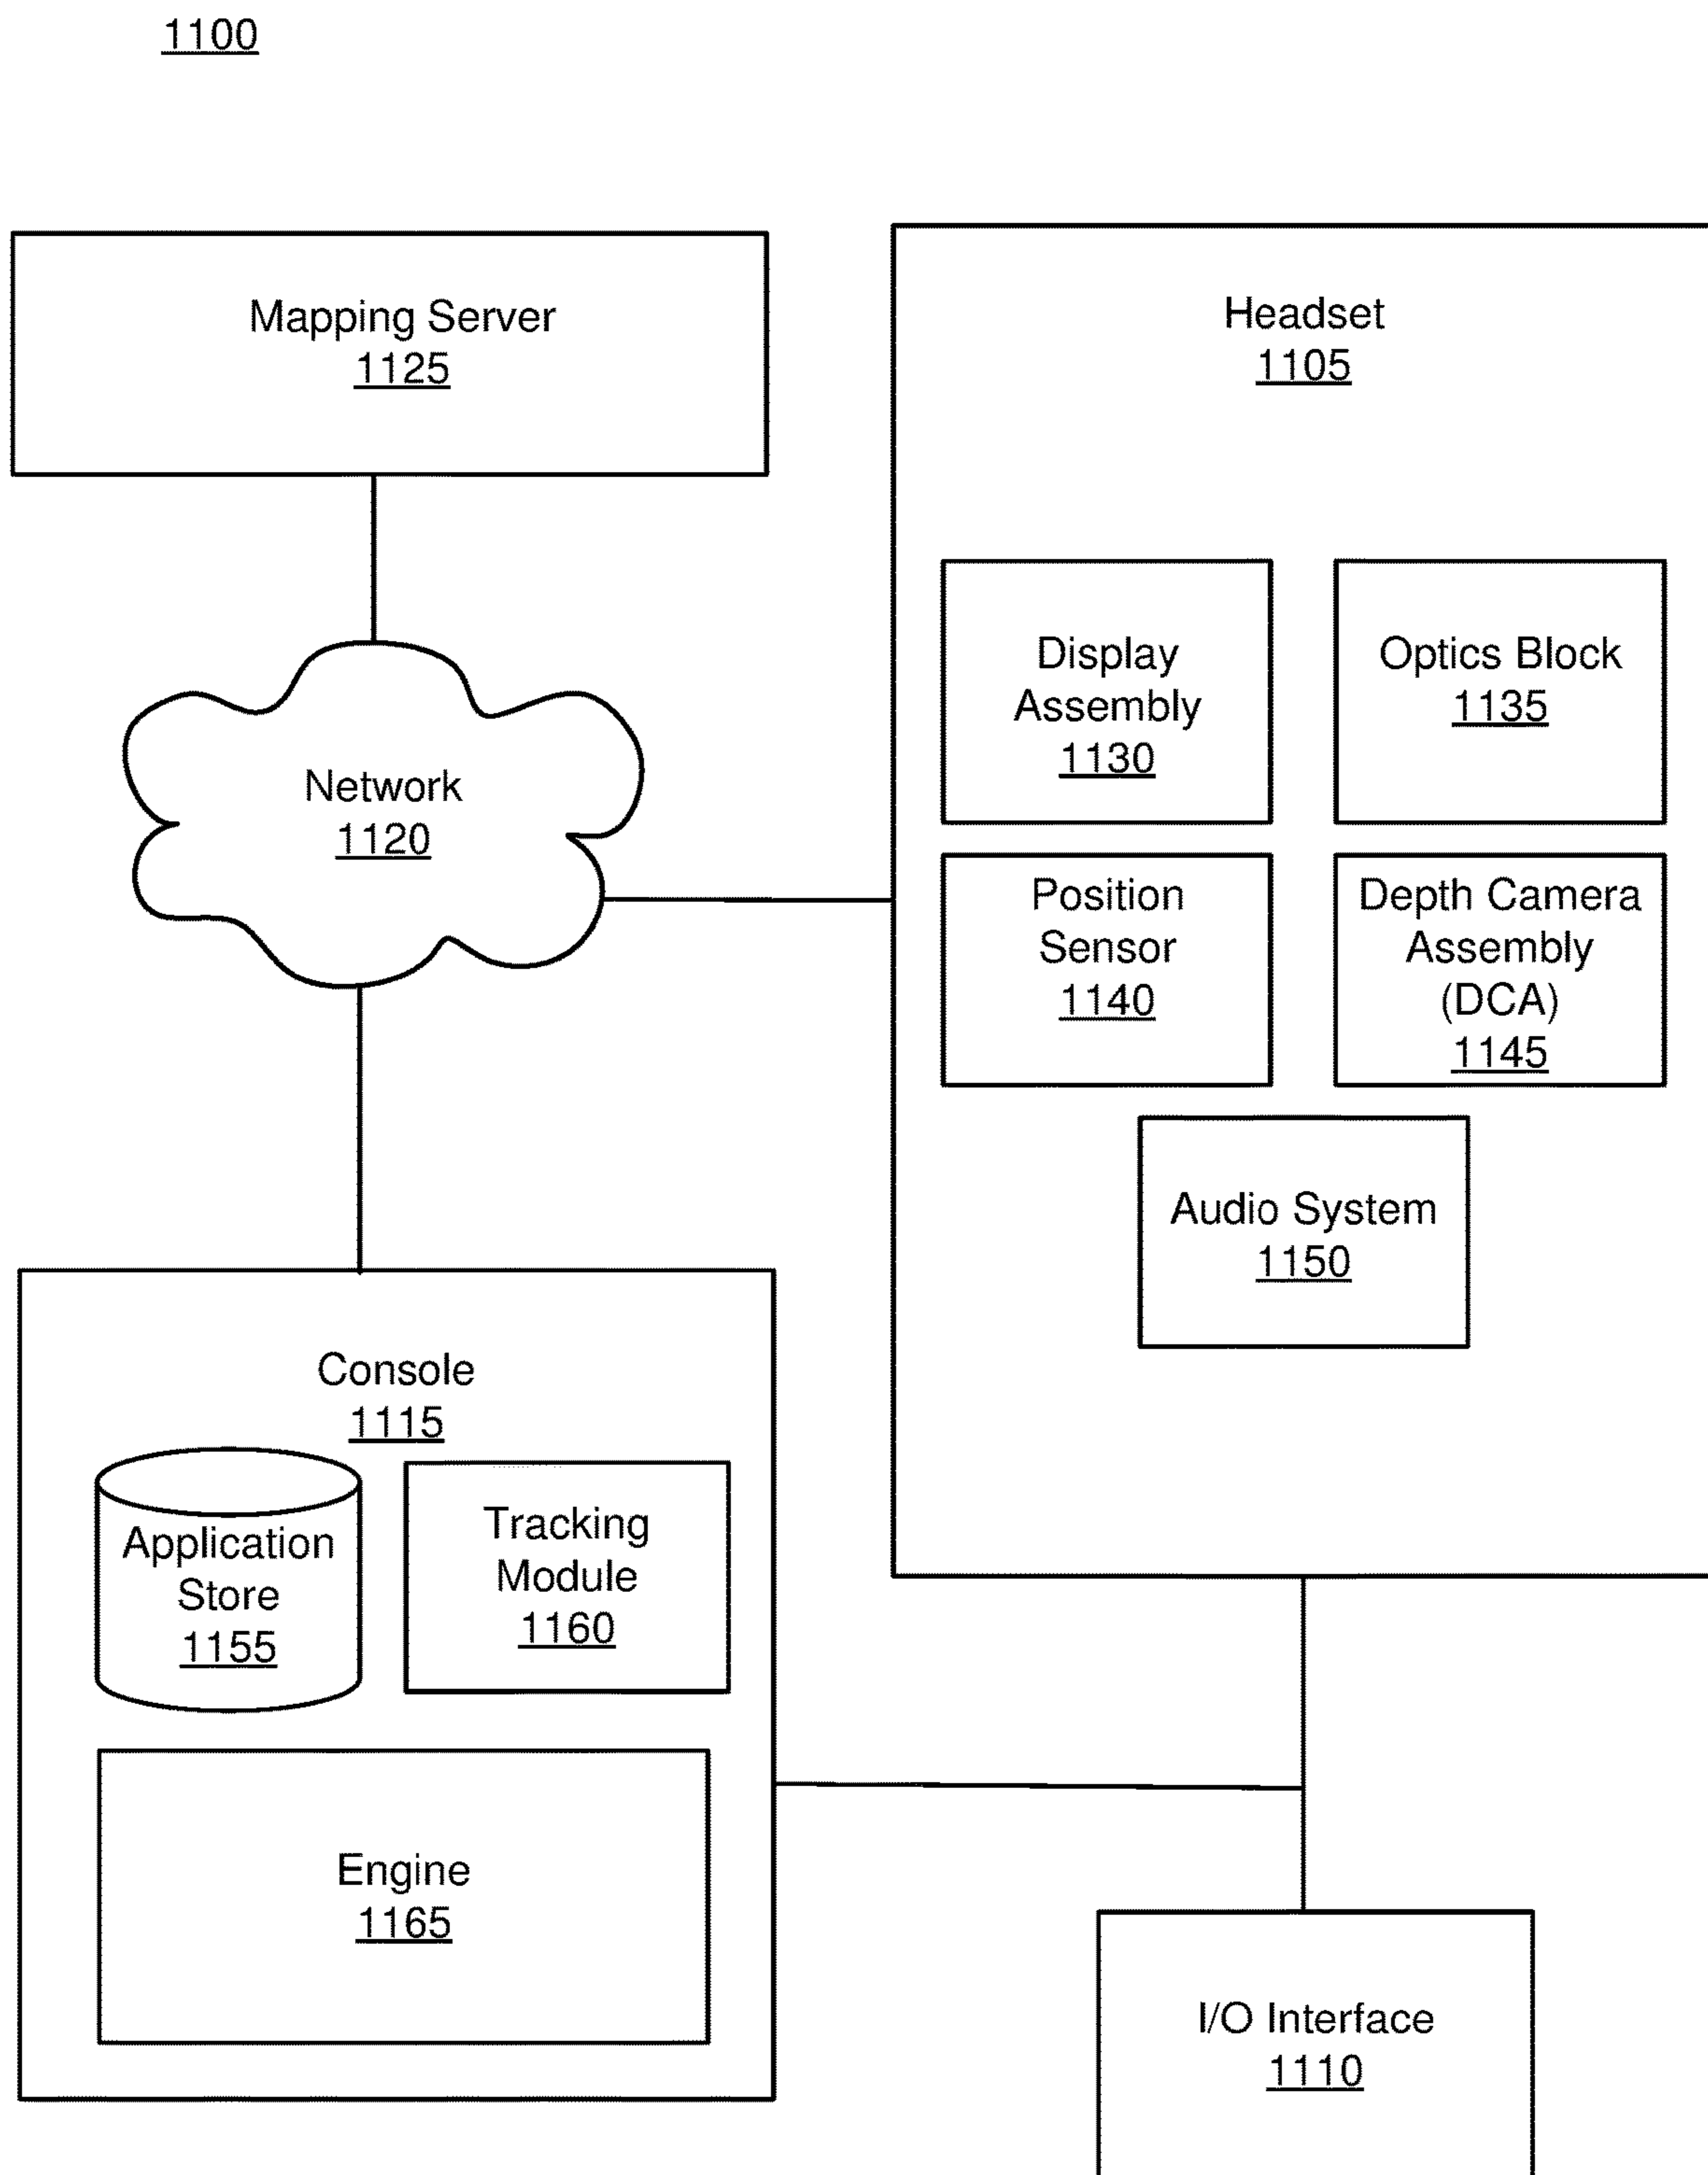 1100
Mapping Server
1125
Headset
1105
Display
Assembly
1130
Optics Block
1135
Network
1120
Position
Sensor
1140
Depth Camera
Assembly
(DCA)
1145
Audio System
1150
Console
1115
Application
Store
1155
Tracking
Module
1160
Engine
1165
I/O Interface
1110